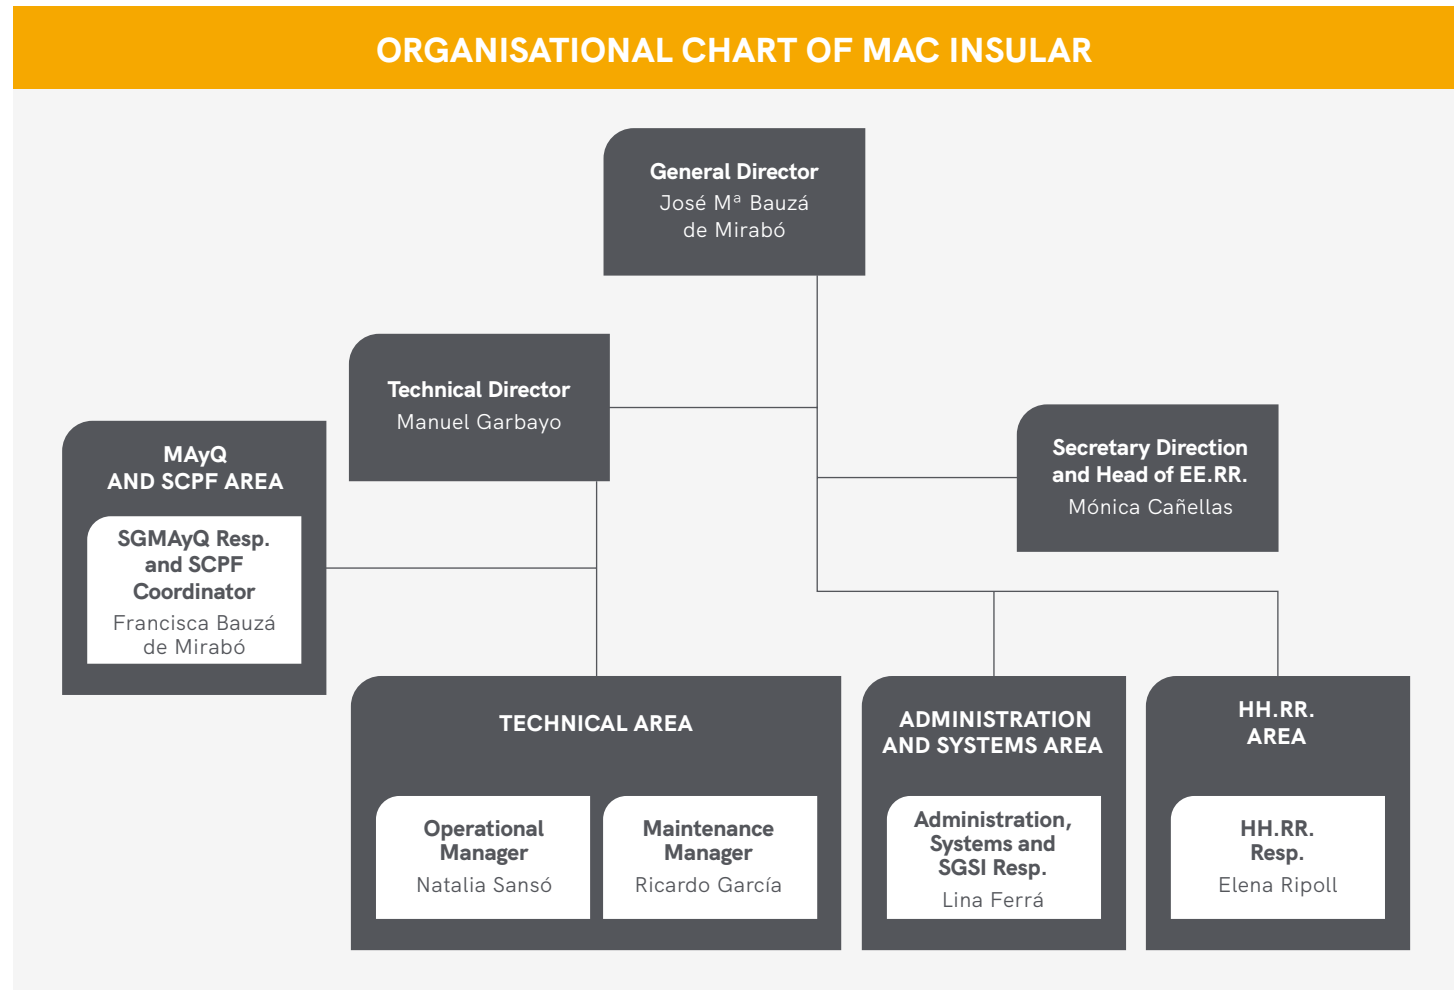 ORGANISATIONAL CHART OF MAC INSULAR
General Director
José Mª Bauzá
de Mirabó
Technical Director
Manuel Garbayo
Secretary Direction
and Head of EE.RR.
Mónica Cañellas
MAyQ
AND SCPF AREA
SGMAyQ Resp.
and SCPF
Coordinator
Francisca Bauzá
de Mirabó
TECHNICAL AREA
Operational
Manager
Natalia Sansó
Maintenance
Manager
Ricardo García
ADMINISTRATION
AND SYSTEMS AREA
Administration,
Systems and
SGSI Resp.
Lina Ferrá
HH.RR.
AREA
HH.RR.
Resp.
Elena Ripoll